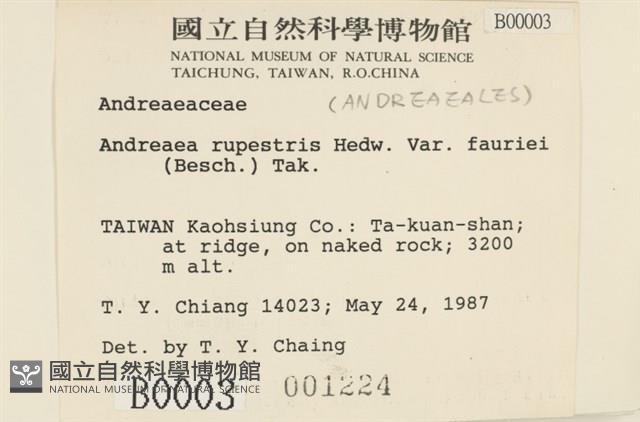 國立自然科學博物館
B00003
NATIONAL MUSEUM OF NATURAL SCIENCE
TAICHUNG, TAIWAN, R.O.CHINA
Andreaeaceae (ANDREAEALES)
Andreaea rupestris Hedw. Var. fauriei
(Besch.) Tak.
TAIWAN Kaohsiung Co.: Ta-kuan-shan;
at ridge, on naked rock; 3200
m alt.
T. Y. Chiang 14023; May 24, 1987
Det. by T. Y. Chaing
國立自然科學博物館
NATIONAL MUSEUM OF NATURAL SCIENCE
B0003 001224